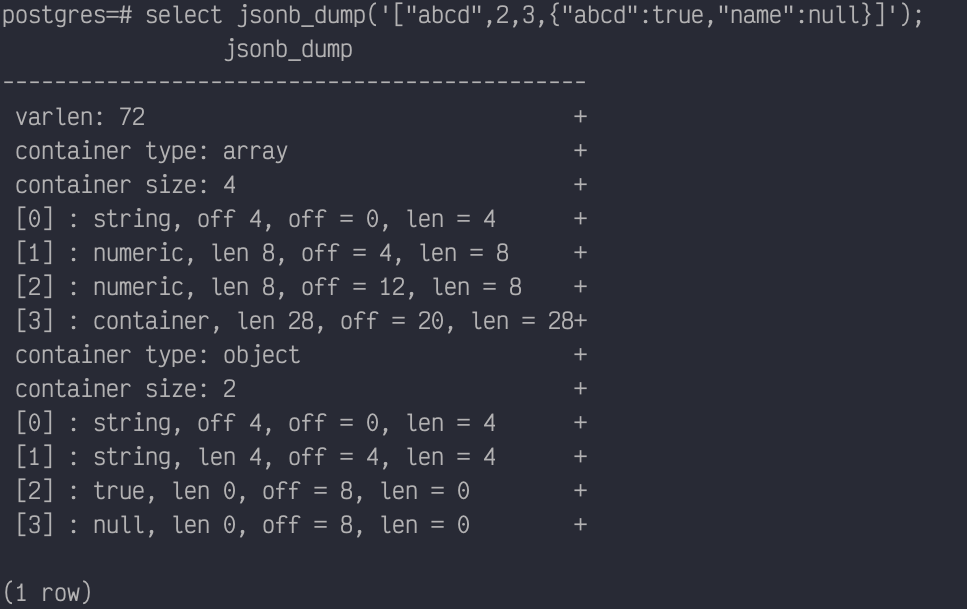 postgres=# select jsonb_dump('["abcd",2,3,{"abcd":true,"name":null}]');
                 jsonb_dump
---------------------------------------------
 varlen: 72                                 +
 container type: array                      +
 container size: 4                          +
 [0] : string, off 4, off = 0, len = 4      +
 [1] : numeric, len 8, off = 4, len = 8     +
 [2] : numeric, len 8, off = 12, len = 8    +
 [3] : container, len 28, off = 20, len = 28+
 container type: object                     +
 container size: 2                          +
 [0] : string, off 4, off = 0, len = 4      +
 [1] : string, len 4, off = 4, len = 4      +
 [2] : true, len 0, off = 8, len = 0        +
 [3] : null, len 0, off = 8, len = 0        +
(1 row)